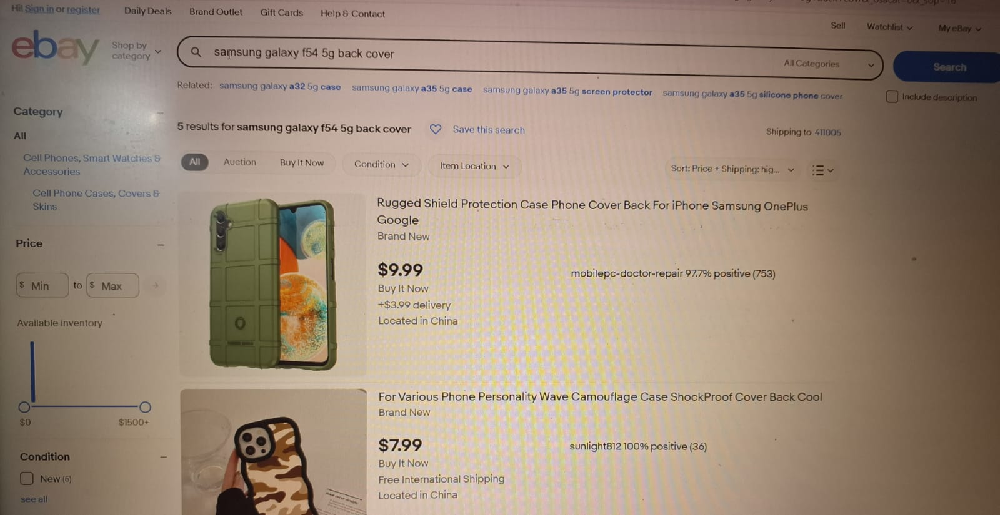 Hi! Sign in or register
Daily Deals
Brand Outlet
Gift Cards
Help & Contact
Sell
Watchlist
My eBay
ebay
Shop by
category
samsung galaxy f54 5g back cover
All Categories
Search
Related: samsung galaxy a32 5g case samsung galaxy a35 5g case samsung galaxy a35 5g screen protector samsung galaxy a35 5g silicone phone cover
Include description
Category
All
Cell Phones, Smart Watches &
Accessories
Cell Phone Cases, Covers &
Skins
Price
$ Min to $ Max
Available inventory
$0 $1500+
Condition
New (5)
see all
5 results for samsung galaxy f54 5g back cover
Save this search
Shipping to 411005
All
Auction
Buy It Now
Condition
Item Location
Sort: Price + Shipping: hig...
Rugged Shield Protection Case Phone Cover Back For iPhone Samsung OnePlus
Google
Brand New
$9.99
Buy It Now
+$3.99 delivery
Located in China
mobilepc-doctor-repair 97.7% positive (753)
For Various Phone Personality Wave Camouflage Case ShockProof Cover Back Cool
Brand New
$7.99
Buy It Now
Free International Shipping
Located in China
sunlight812 100% positive (36)